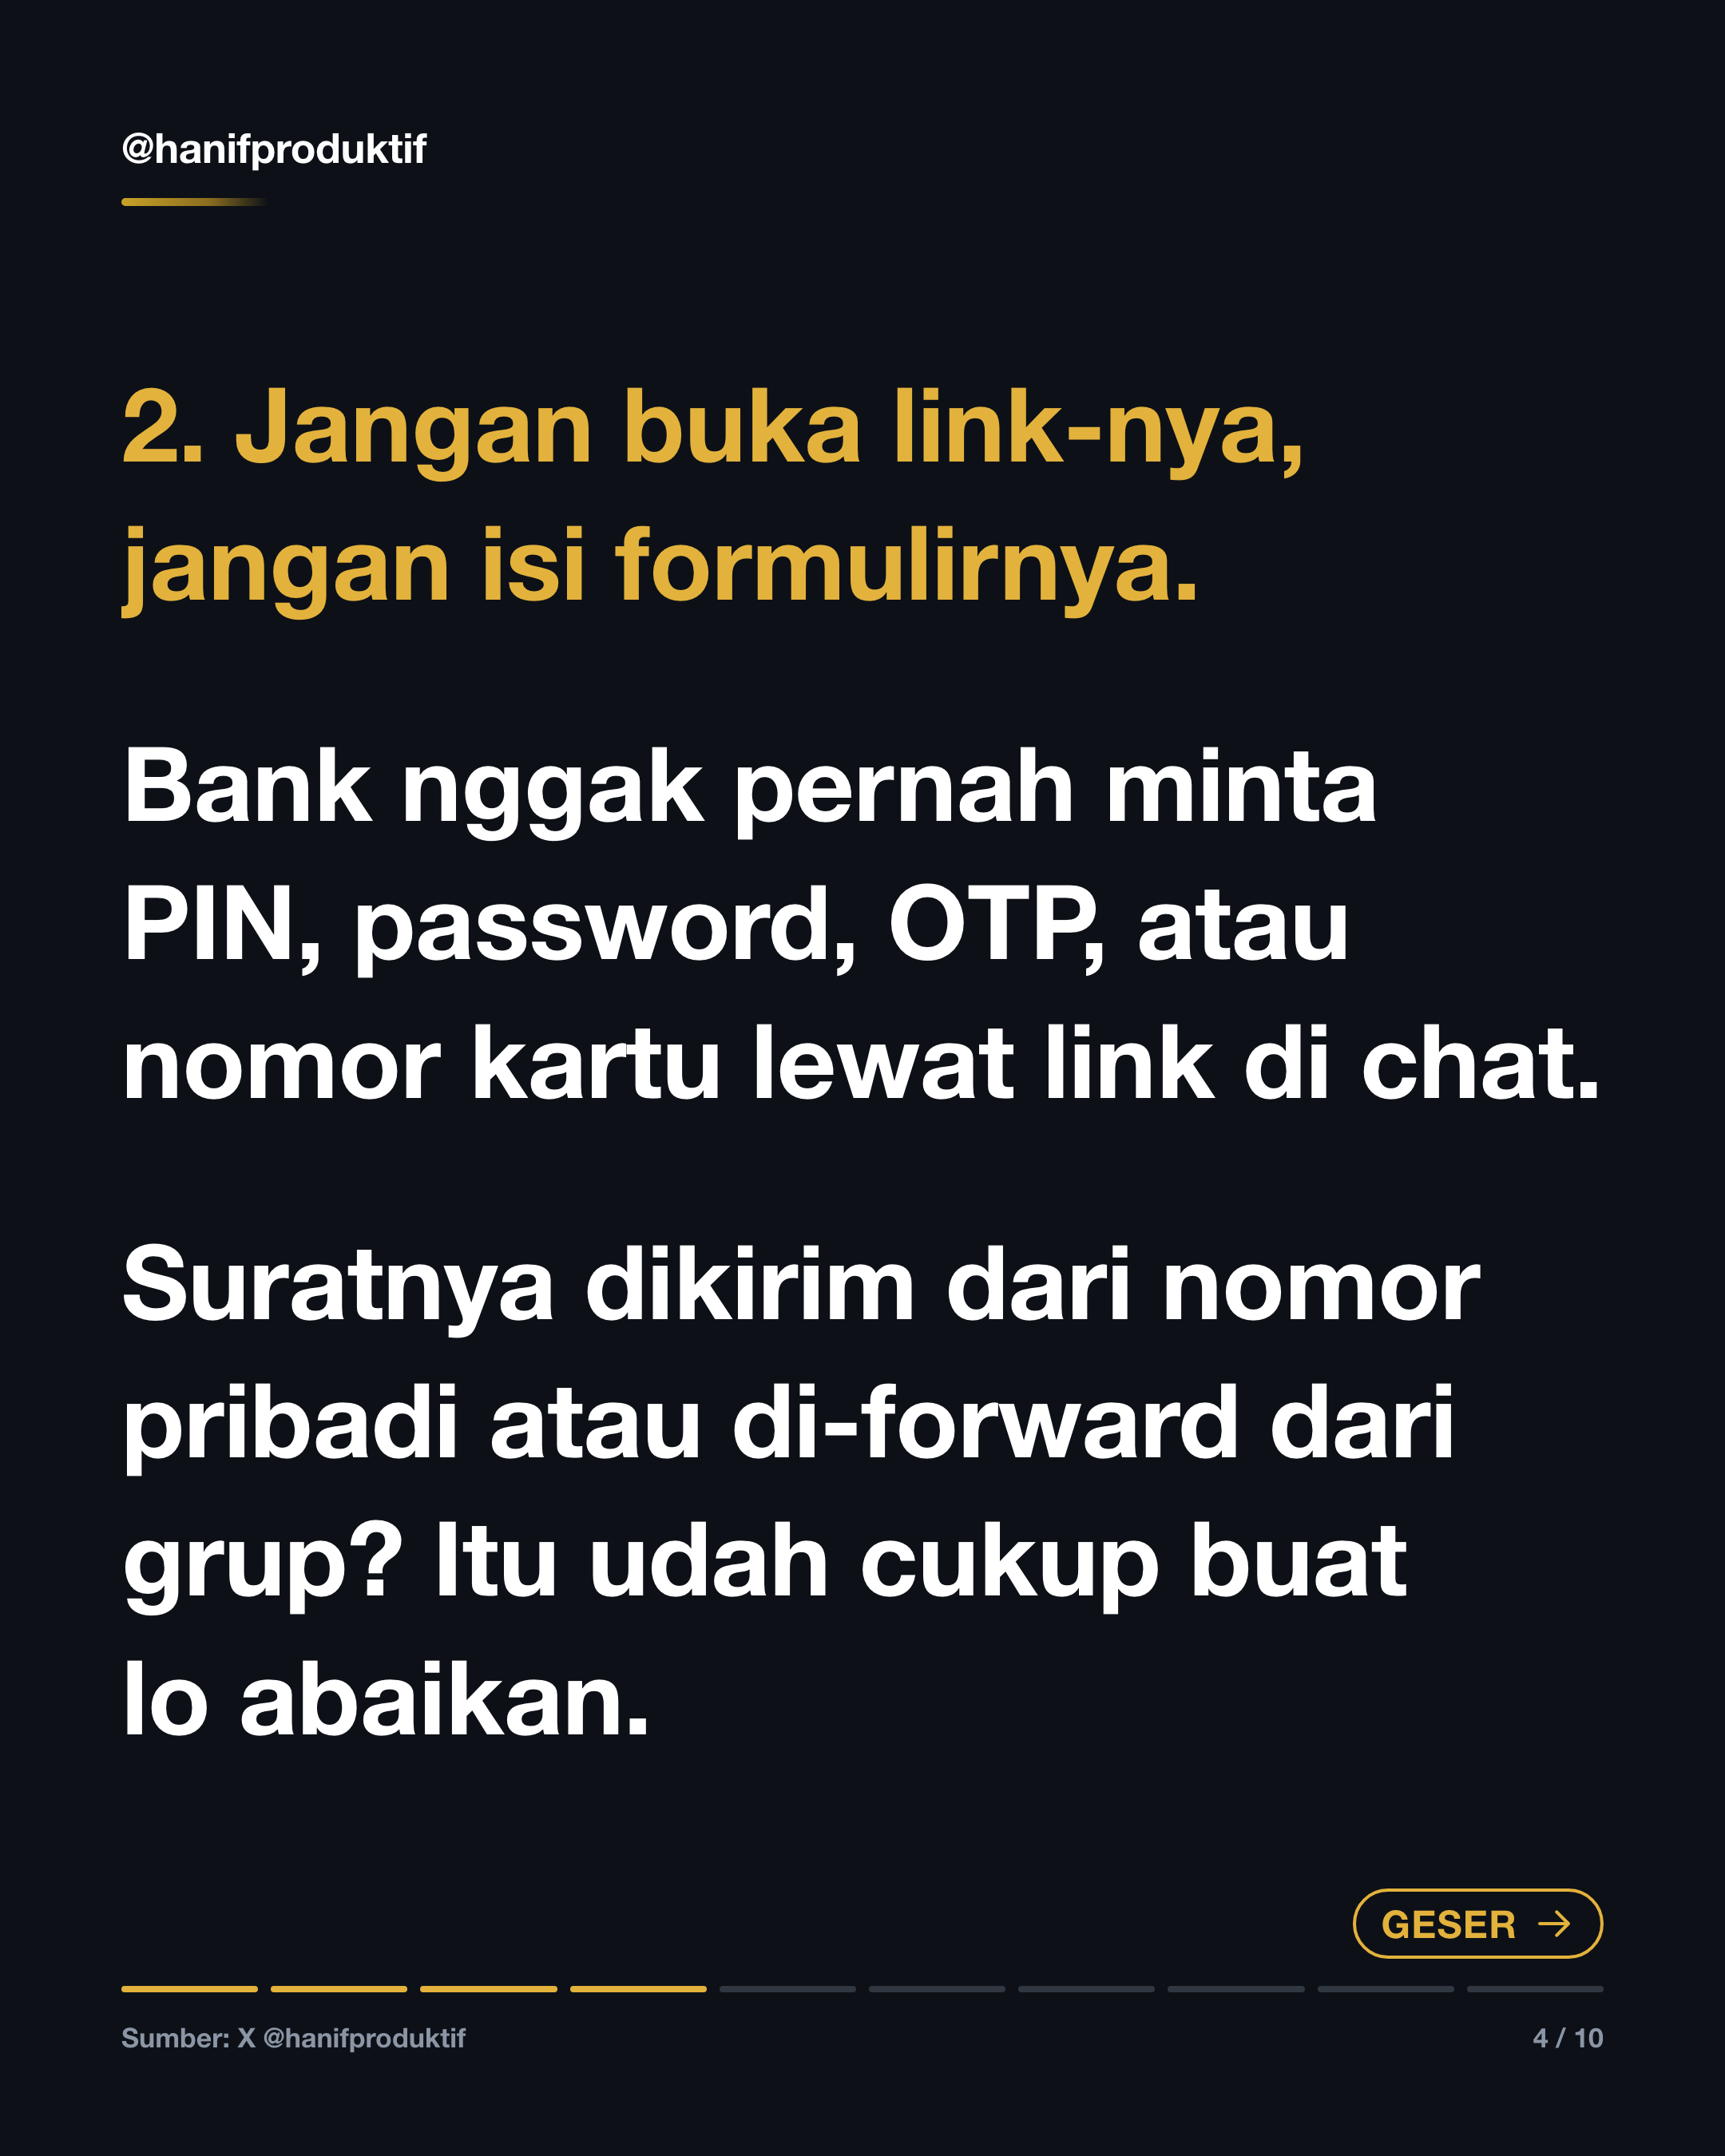 @hanifproduktif
2. Jangan buka link-nya,
jangan isi formulirnya.
Bank nggak pernah minta
PIN, password, OTP, atau
nomor kartu lewat link di chat.
Suratnya dikirim dari nomor
pribadi atau di-forward dari
grup? Itu udah cukup buat
lo abaikan.
GESER →
Sumber: X @hanifproduktif
4 / 10